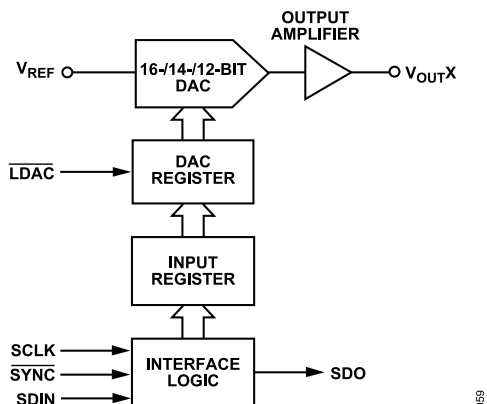 OUTPUT
AMPLIFIER
VREF
16-/14-/12-BIT
DAC
VOUTX
LDAC
DAC
REGISTER
INPUT
REGISTER
SCLK
SYNC
SDIN
INTERFACE
LOGIC
SDO
059